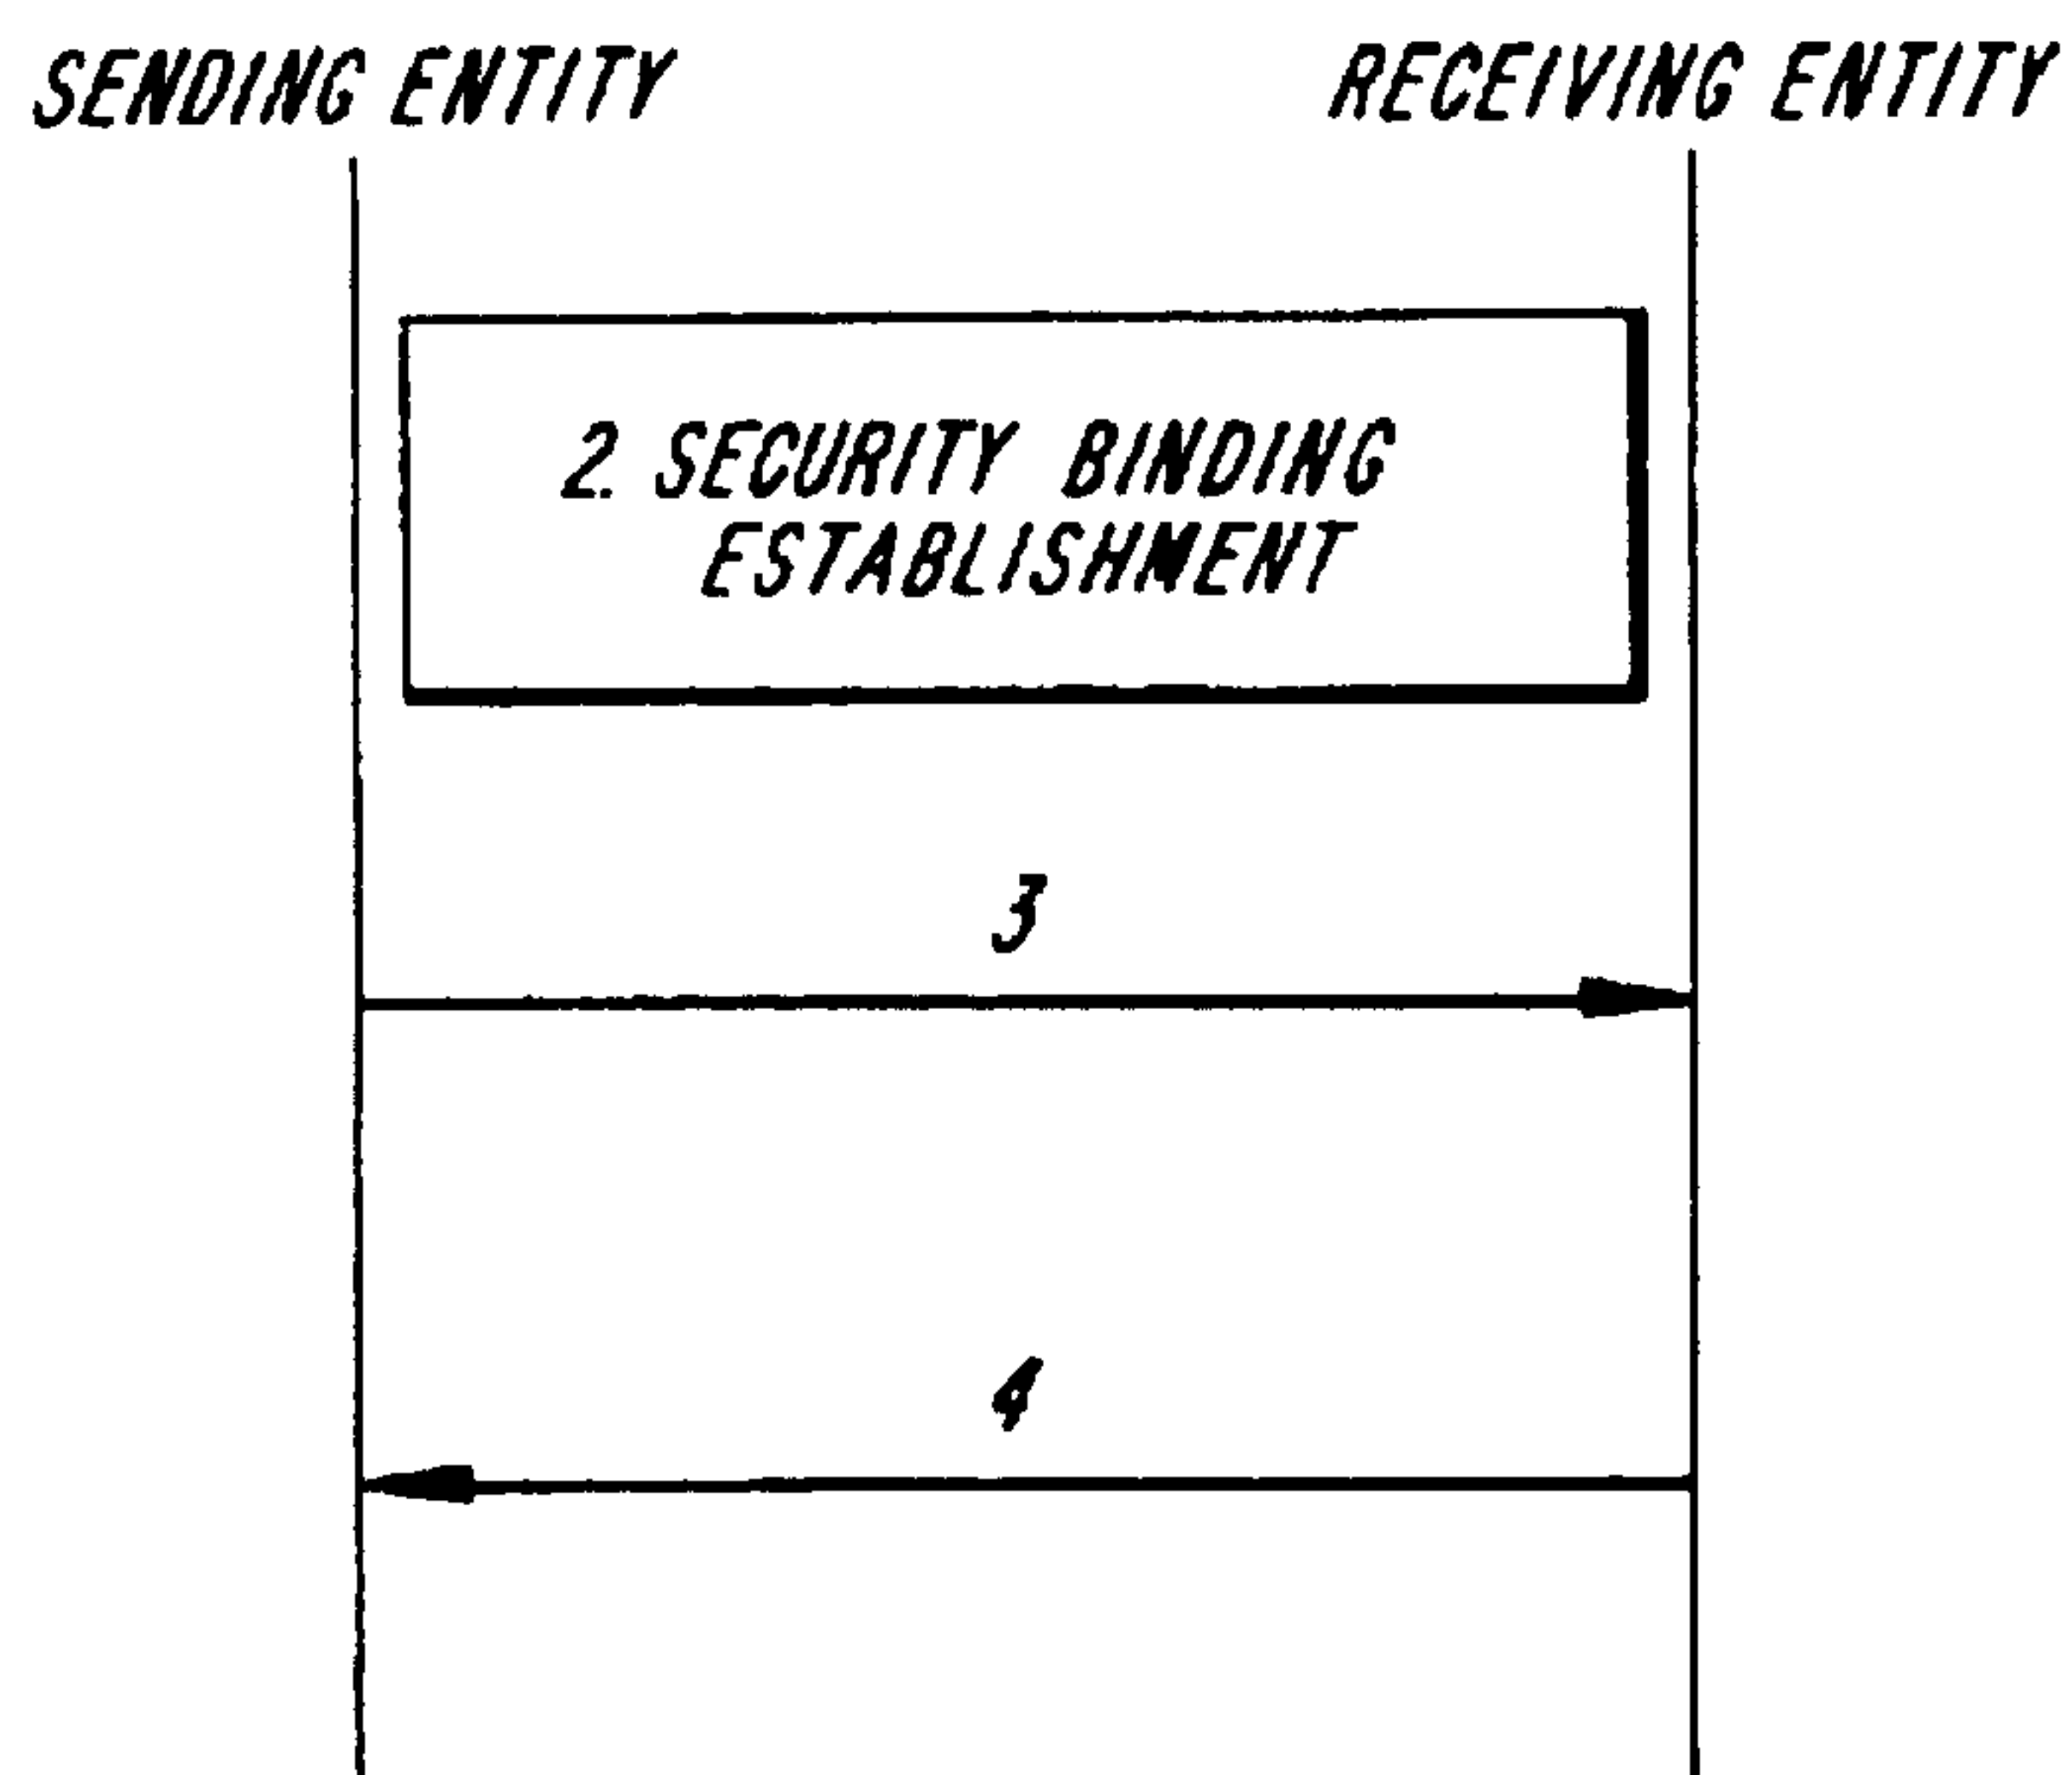 SENDING ENTITY
RECEIVING ENTITY
2. SECURITY BINDING
ESTABLISHMENT
3
4